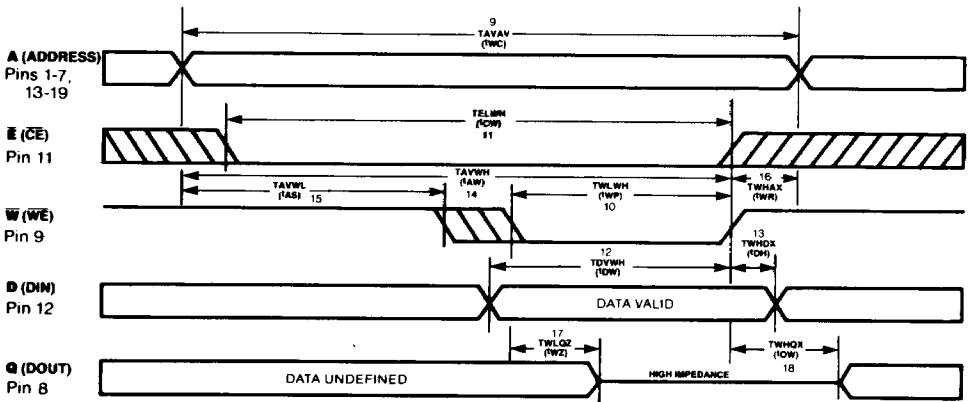 9
TAVAV
(tWC)
A (ADDRESS)
Pins 1-7,
13-19
TELWH
(tCW)
11
E̅ (C̅E̅)
Pin 11
TAVWH
(tAW)
14
TAVWL
(tAS)
15
TWLWH
(tWP)
10
16
TWHAX
(tWR)
W̅ (W̅E̅)
Pin 9
13
TWHDX
(tDH)
12
TDVWH
(tDW)
D (DIN)
Pin 12
DATA VALID
17
TWLQZ
(tWZ)
TWHQX
(tOW)
18
Q (DOUT)
Pin 8
DATA UNDEFINED
HIGH IMPEDANCE